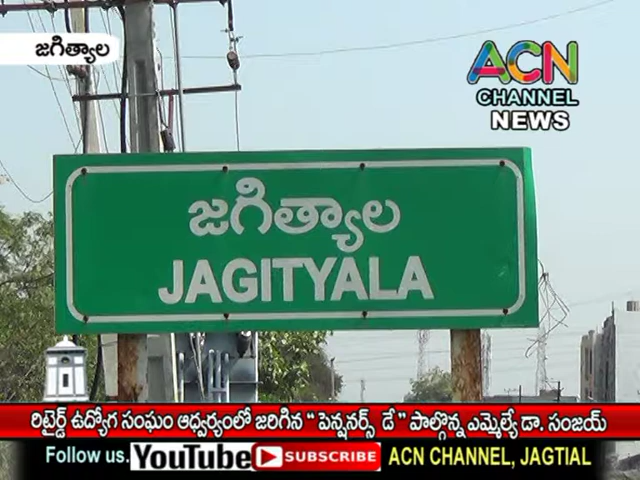 జగిత్యాల
ACN
CHANNEL
NEWS
జగిత్యాల
JAGITYALA
రిటైర్డ్ ఉద్యోగ సంఘం ఆధ్వర్యంలో జరిగిన “ పెన్షనర్స్ డే ” పాల్గొన్న ఎమ్మెల్యే డా. సంజయ్
Follow us. YouTube SUBSCRIBE ACN CHANNEL, JAGTIAL